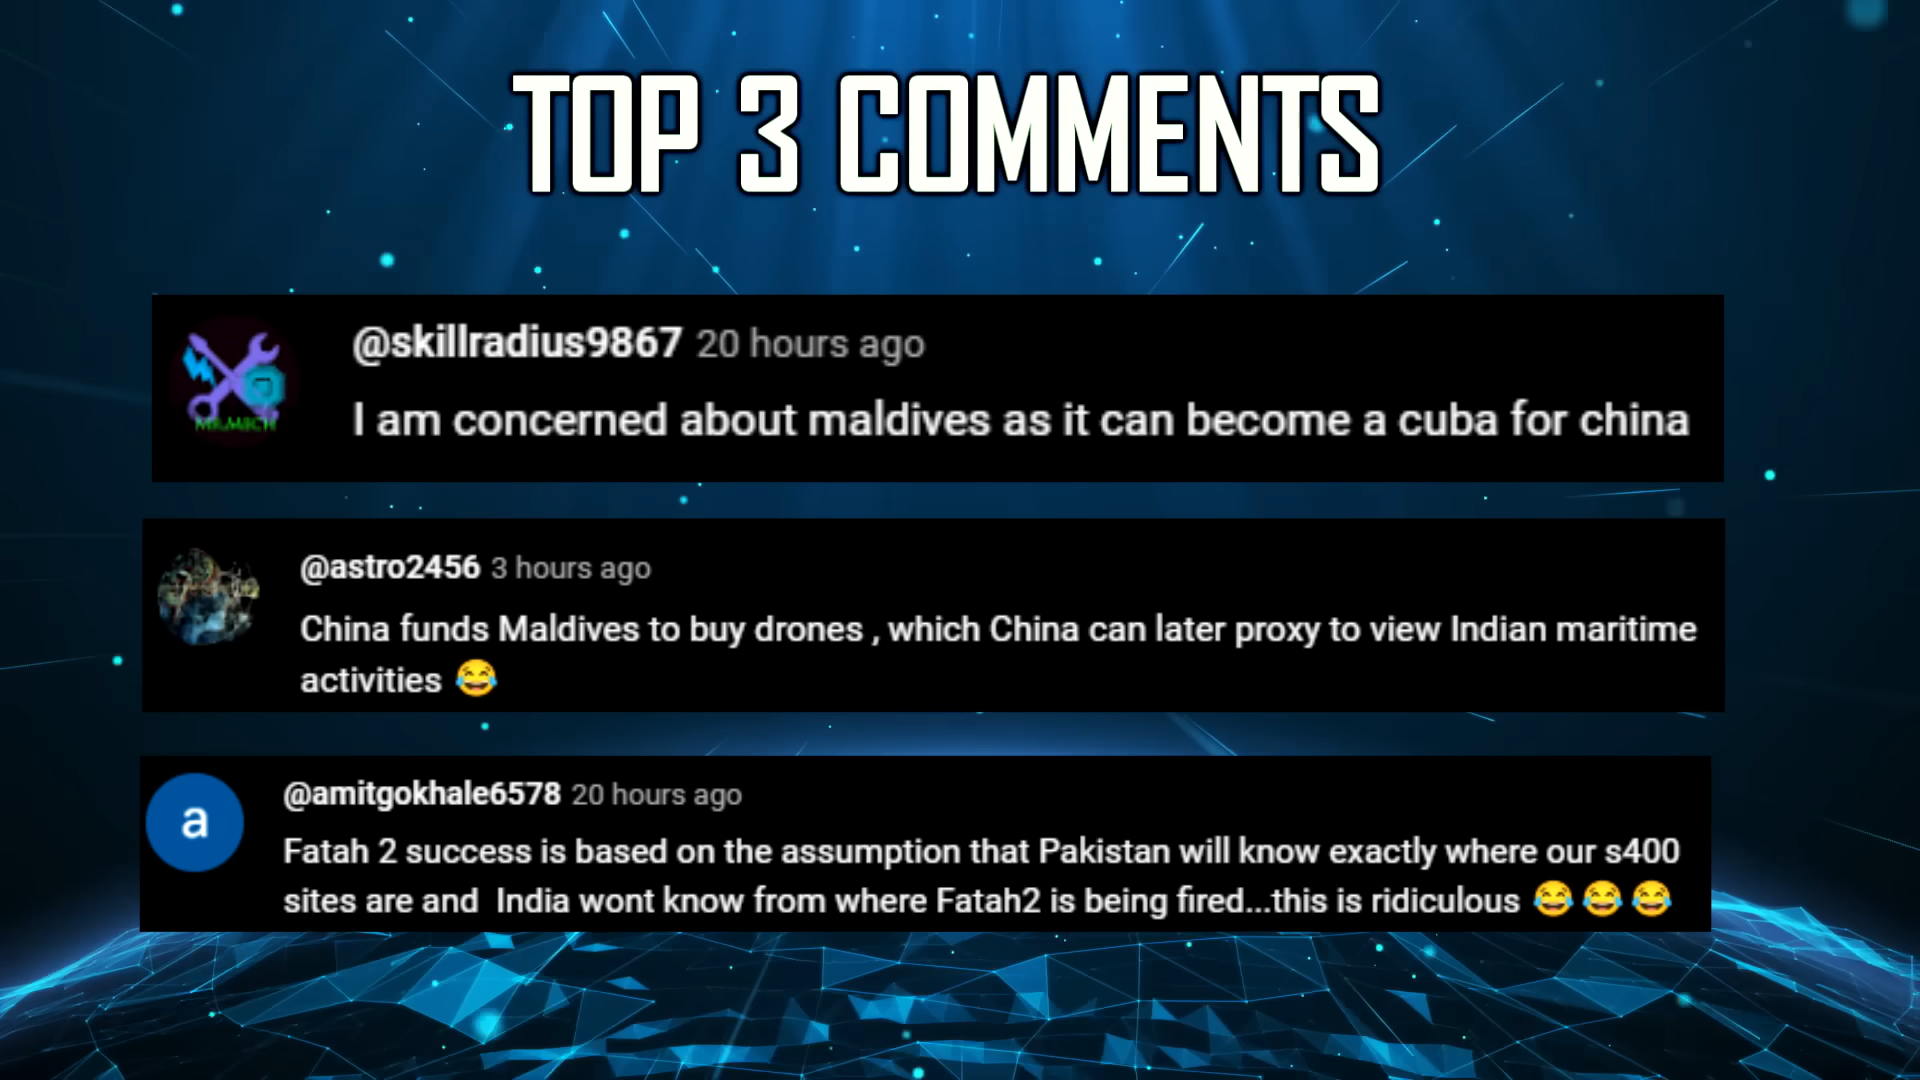 TOP 3 COMMENTS
@skillradius9867 20 hours ago
I am concerned about maldives as it can become a cuba for china
@astro2456 3 hours ago
China funds Maldives to buy drones , which China can later proxy to view Indian maritime
activities 😂
a
@amitgokhale6578 20 hours ago
Fatah 2 success is based on the assumption that Pakistan will know exactly where our s400
sites are and  India wont know from where Fatah2 is being fired...this is ridiculous 😂😂😂